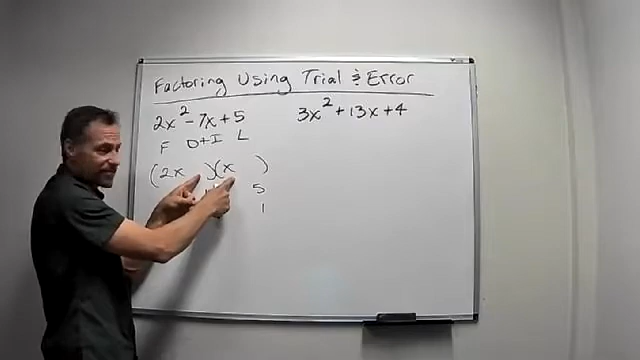 Factoring Using Trial & Error
2x² - 7x + 5
F O+I L
(2x )(x )
5
1
3x² + 13x + 4